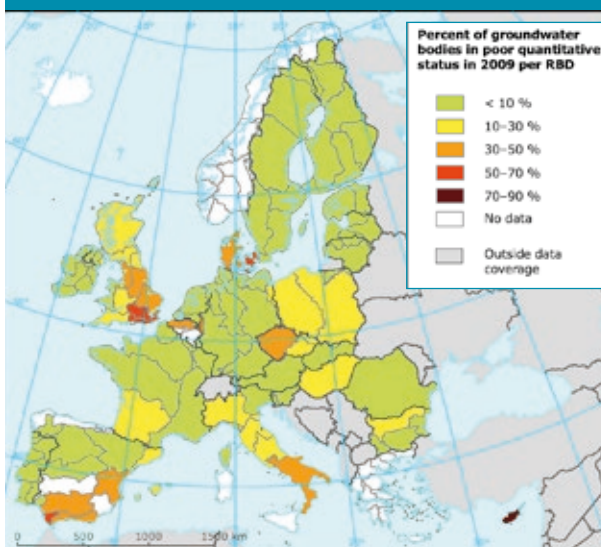 Percent of groundwater
bodies in poor quantitative
status in 2009 per RBD
< 10 %
10–30 %
30–50 %
50–70 %
70–90 %
No data
Outside data
coverage
0 500 1000 1500 km